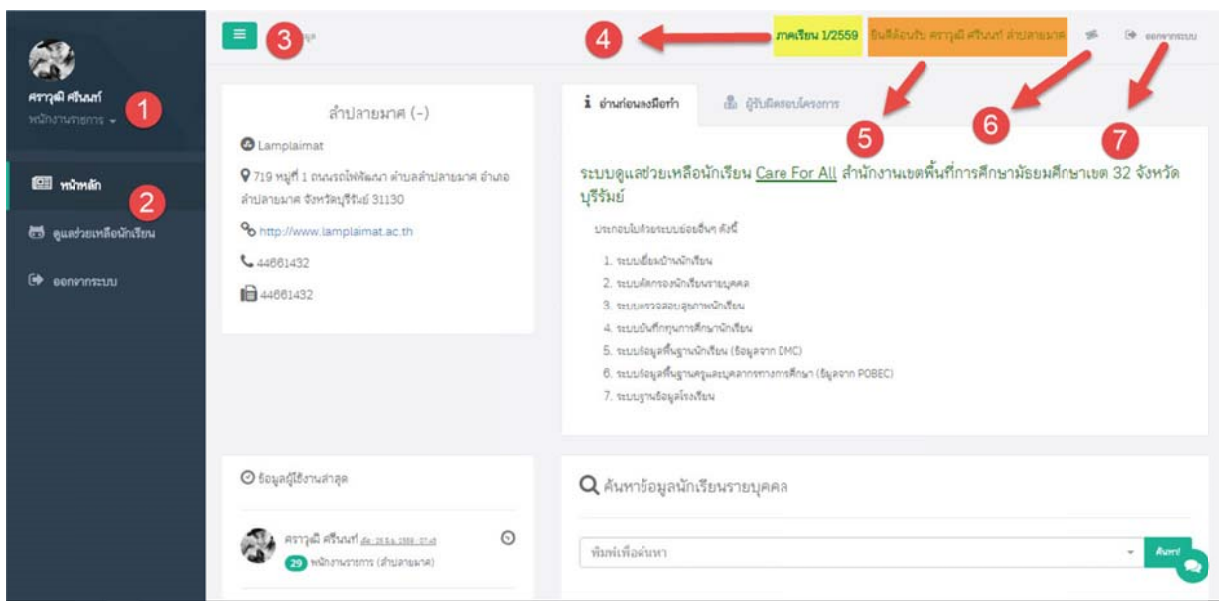 3
4
ภาคเรียน 1/2559
ยินดีต้อนรับ ศราวุฒิ ศรีนนท์ ลำปลายมาศ
ออกจากระบบ
ศราวุฒิ ศรีนนท์
พนักงานราชการ
1
5
6
7
หน้าหลัก
2
ดูแลช่วยเหลือนักเรียน
ออกจากระบบ
ลำปลายมาศ (-)
Lamplaimat
719 หมู่ที่ 1 ถนนรถไฟพัฒนา ตำบลลำปลายมาศ อำเภอ
ลำปลายมาศ จังหวัดบุรีรัมย์ 31130
http://www.lamplaimat.ac.th
44661432
44661432
อ่านก่อนลงมือทำ
ผู้รับผิดชอบโครงการ
ระบบดูแลช่วยเหลือนักเรียน Care For All สำนักงานเขตพื้นที่การศึกษามัธยมศึกษาเขต 32 จังหวัด
บุรีรัมย์
ประกอบไปด้วยระบบย่อยอื่นๆ ดังนี้
1. ระบบเยี่ยมบ้านนักเรียน
2. ระบบคัดกรองนักเรียนรายบุคคล
3. ระบบตรวจสอบสุขภาพนักเรียน
4. ระบบบันทึกทุนการศึกษานักเรียน
5. ระบบข้อมูลพื้นฐานนักเรียน (ข้อมูลจาก DMC)
6. ระบบข้อมูลพื้นฐานครูและบุคลากรทางการศึกษา (ข้มูลจาก POBEC)
7. ระบบฐานข้อมูลโรงเรียน
ข้อมูลผู้ใช้งานล่าสุด
ศราวุฒิ ศรีนนท์
29 พนักงานราชการ (ลำปลายมาศ)
ค้นหาข้อมูลนักเรียนรายบุคคล
พิมพ์เพื่อค้นหา
ค้นหา!